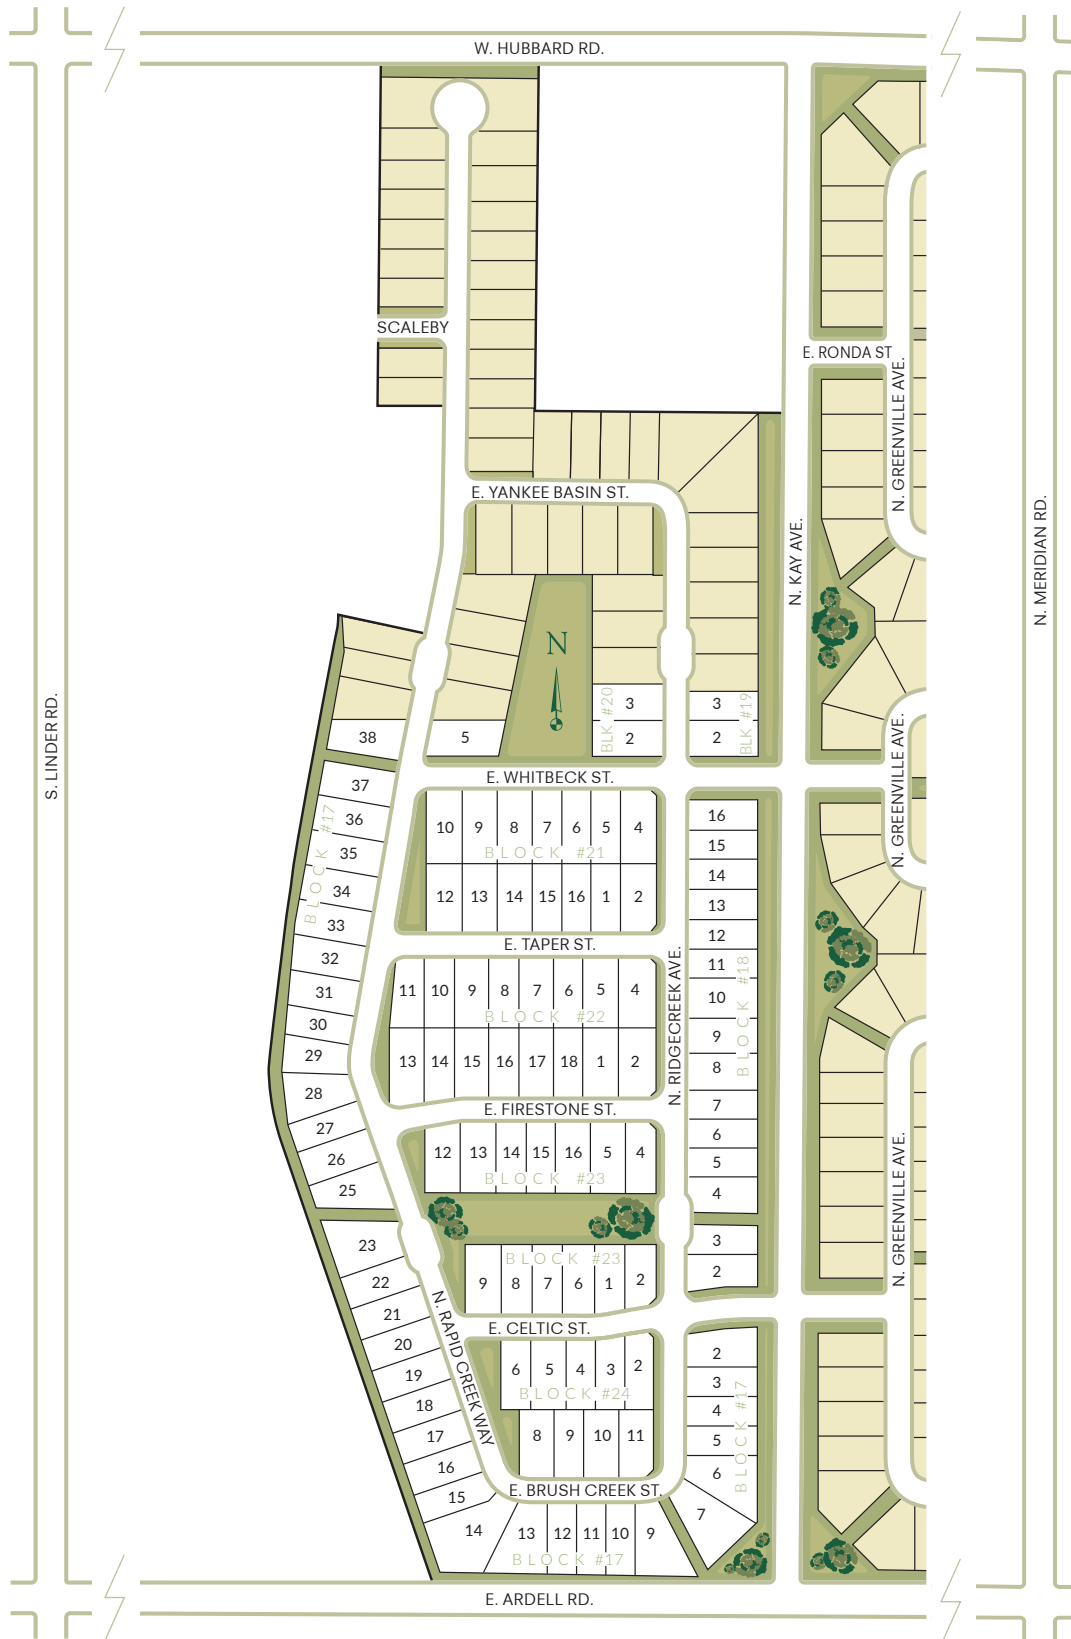 W. HUBBARD RD.
SCALEBY
E. RONDA ST
N. GREENVILLE AVE.
E. YANKEE BASIN ST.
N. KAY AVE.
N. MERIDIAN RD.
S. LINDER RD.
N
BLK #20
3
2
3
2
BLK #19
38
5
N. GREENVILLE AVE.
E. WHITBECK ST.
37
36
35
34
33
32
31
30
29
28
27
26
25
BLOCK #17
10 9 8 7 6 5 4
BLOCK #21
12 13 14 15 16 1 2
E. TAPER ST.
11 10 9 8 7 6 5 4
BLOCK #22
13 14 15 16 17 18 1 2
N. RIDGECREEK AVE.
16
15
14
13
12
11
10
9
8
7
6
5
4
3
2
BLOCK #18
E. FIRESTONE ST.
12 13 14 15 16 5 4
BLOCK #23
BLOCK #23
9 8 7 6 1 2
N. GREENVILLE AVE.
23
22
21
20
19
18
17
16
15
14
N. RAPID CREEK WAY
E. CELTIC ST.
6 5 4 3 2
BLOCK #24
8 9 10 11
2
3
4
5
6
7
BLOCK #17
E. BRUSH CREEK ST.
13 12 11 10 9
BLOCK #17
E. ARDELL RD.